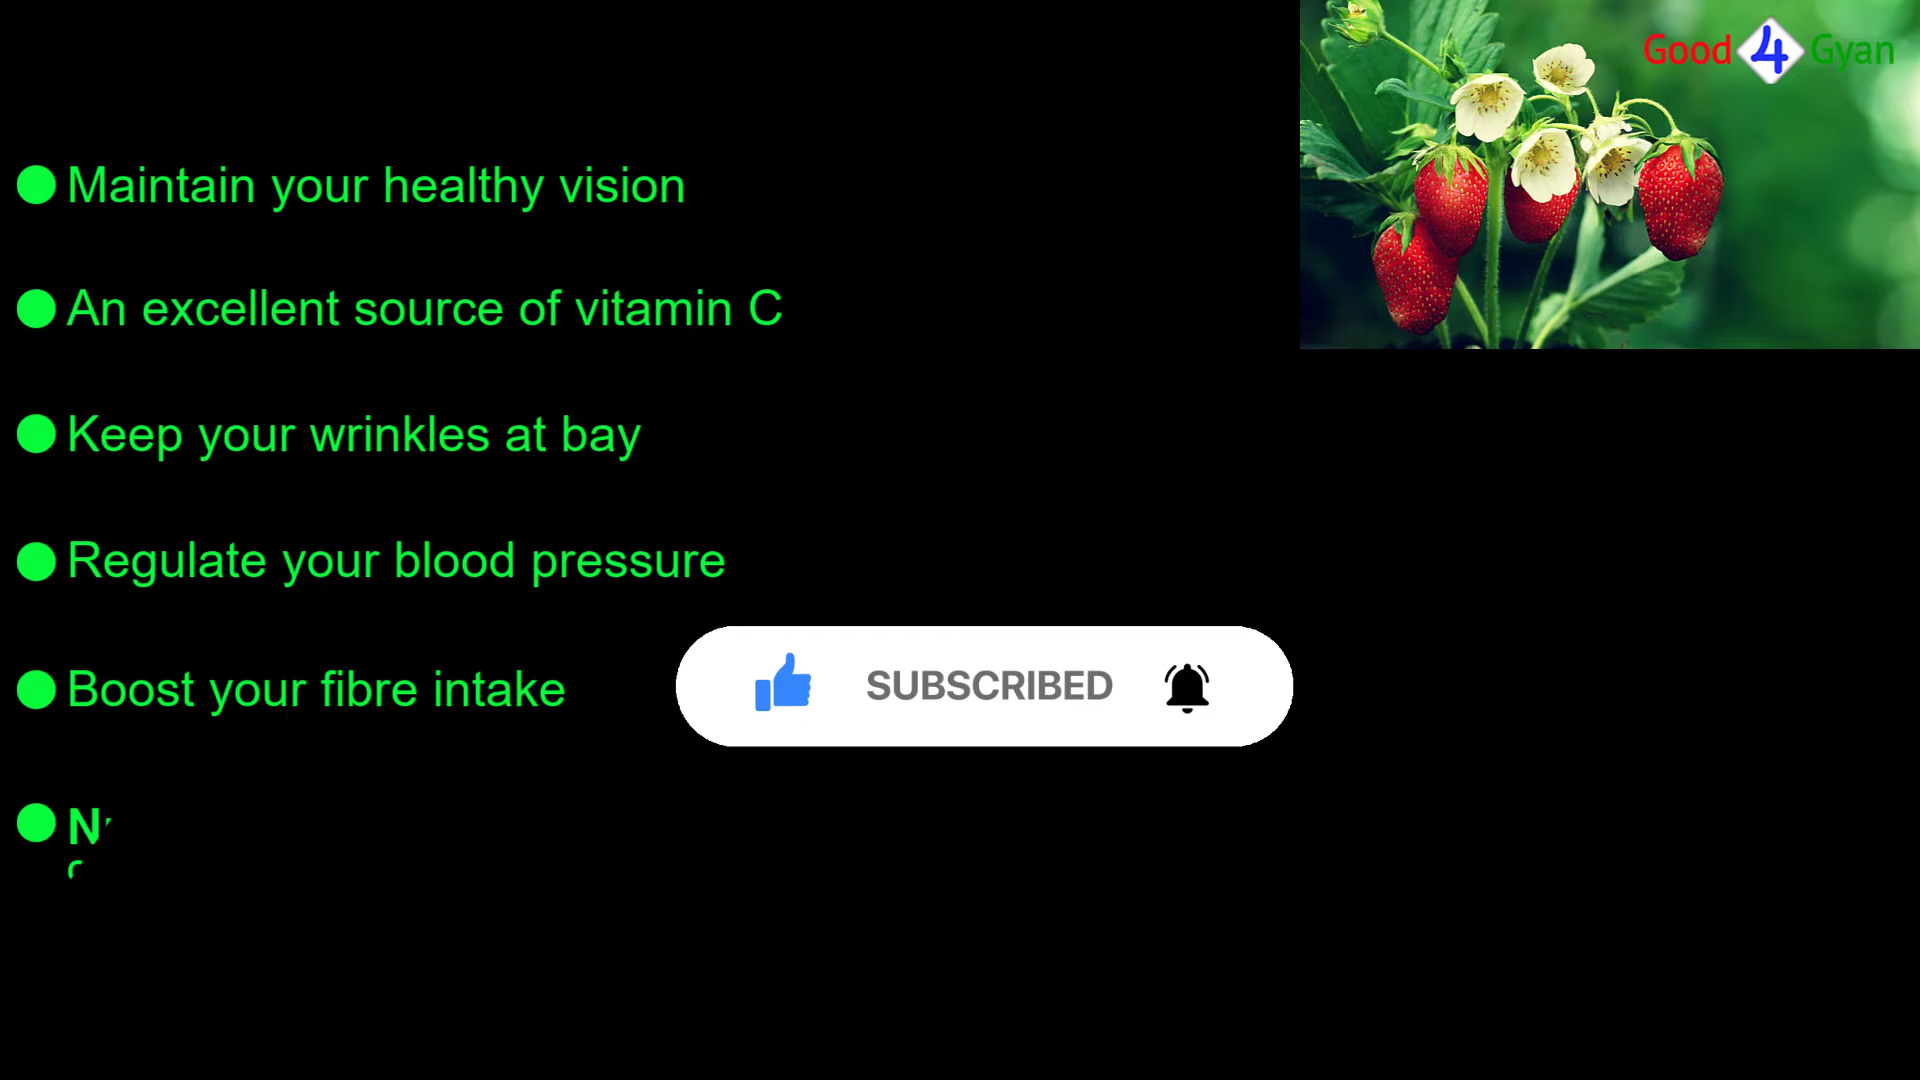 Good 4 Gyan
Maintain your healthy vision
An excellent source of vitamin C
Keep your wrinkles at bay
Regulate your blood pressure
Boost your fibre intake
SUBSCRIBED